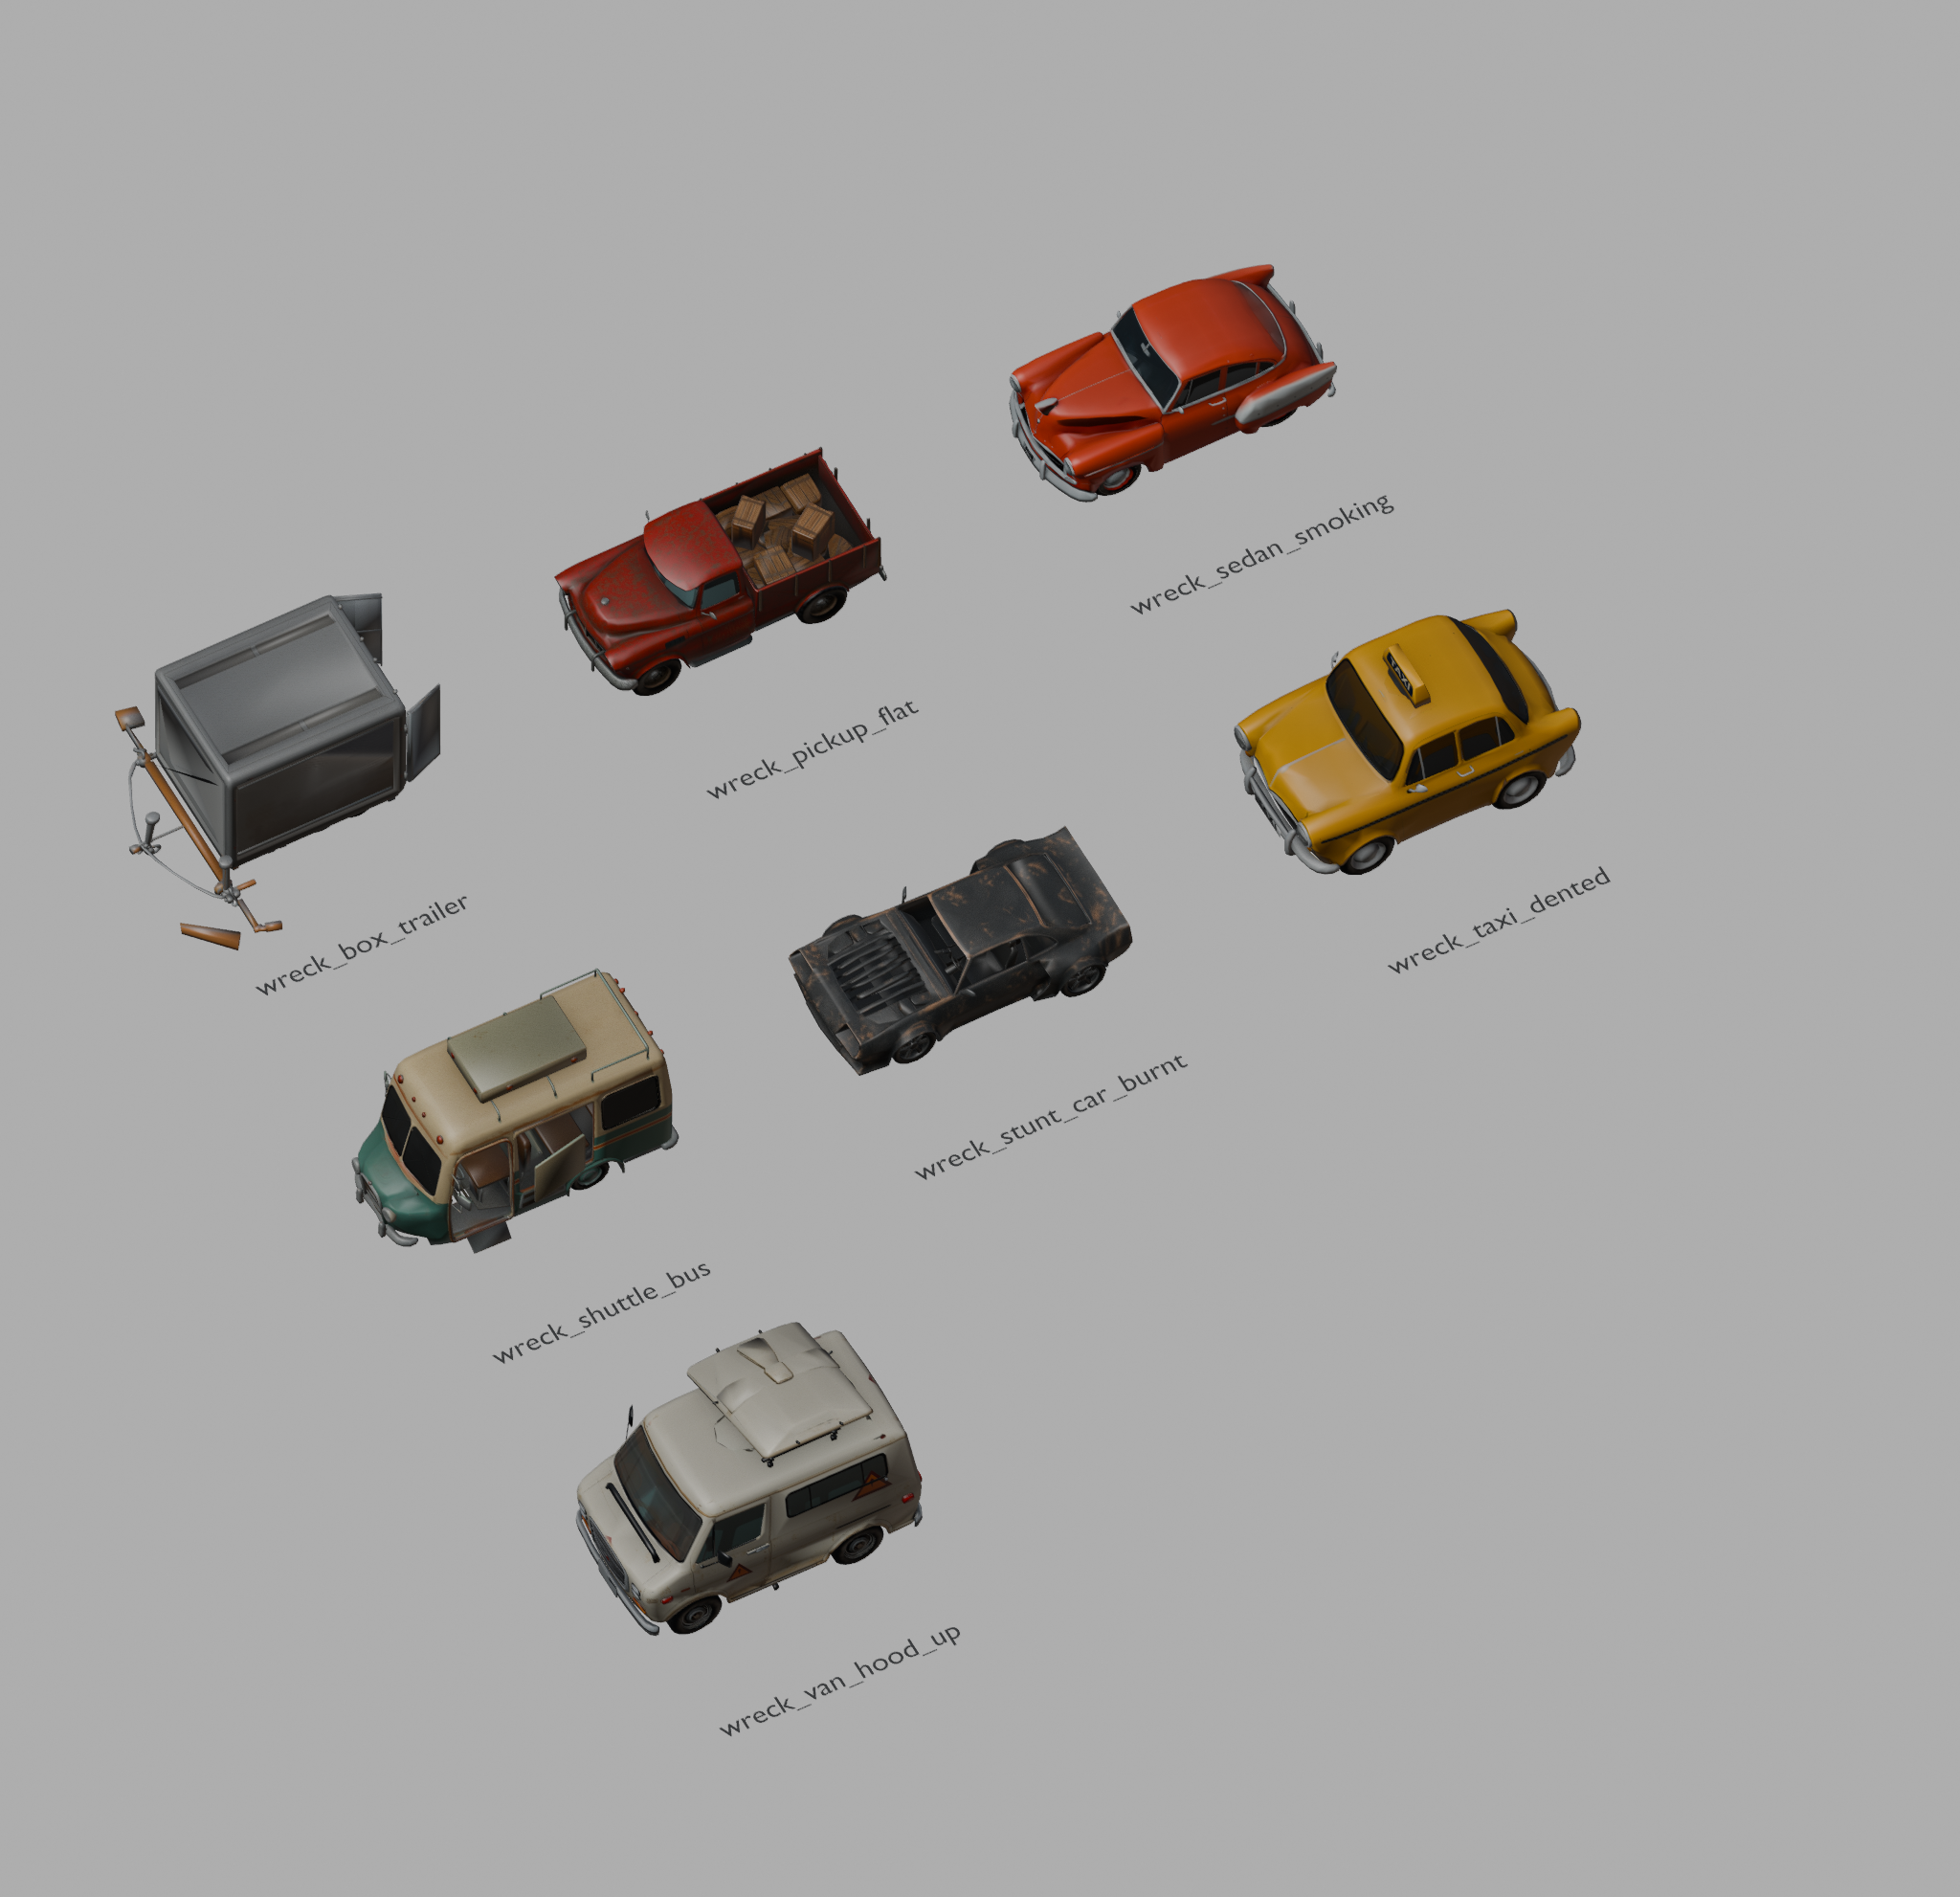 wreck_sedan_smoking
wreck_pickup_flat
TAXI
wreck_box_trailer
wreck_taxi_dented
wreck_stunt_car_burnt
wreck_shuttle_bus
wreck_van_hood_up